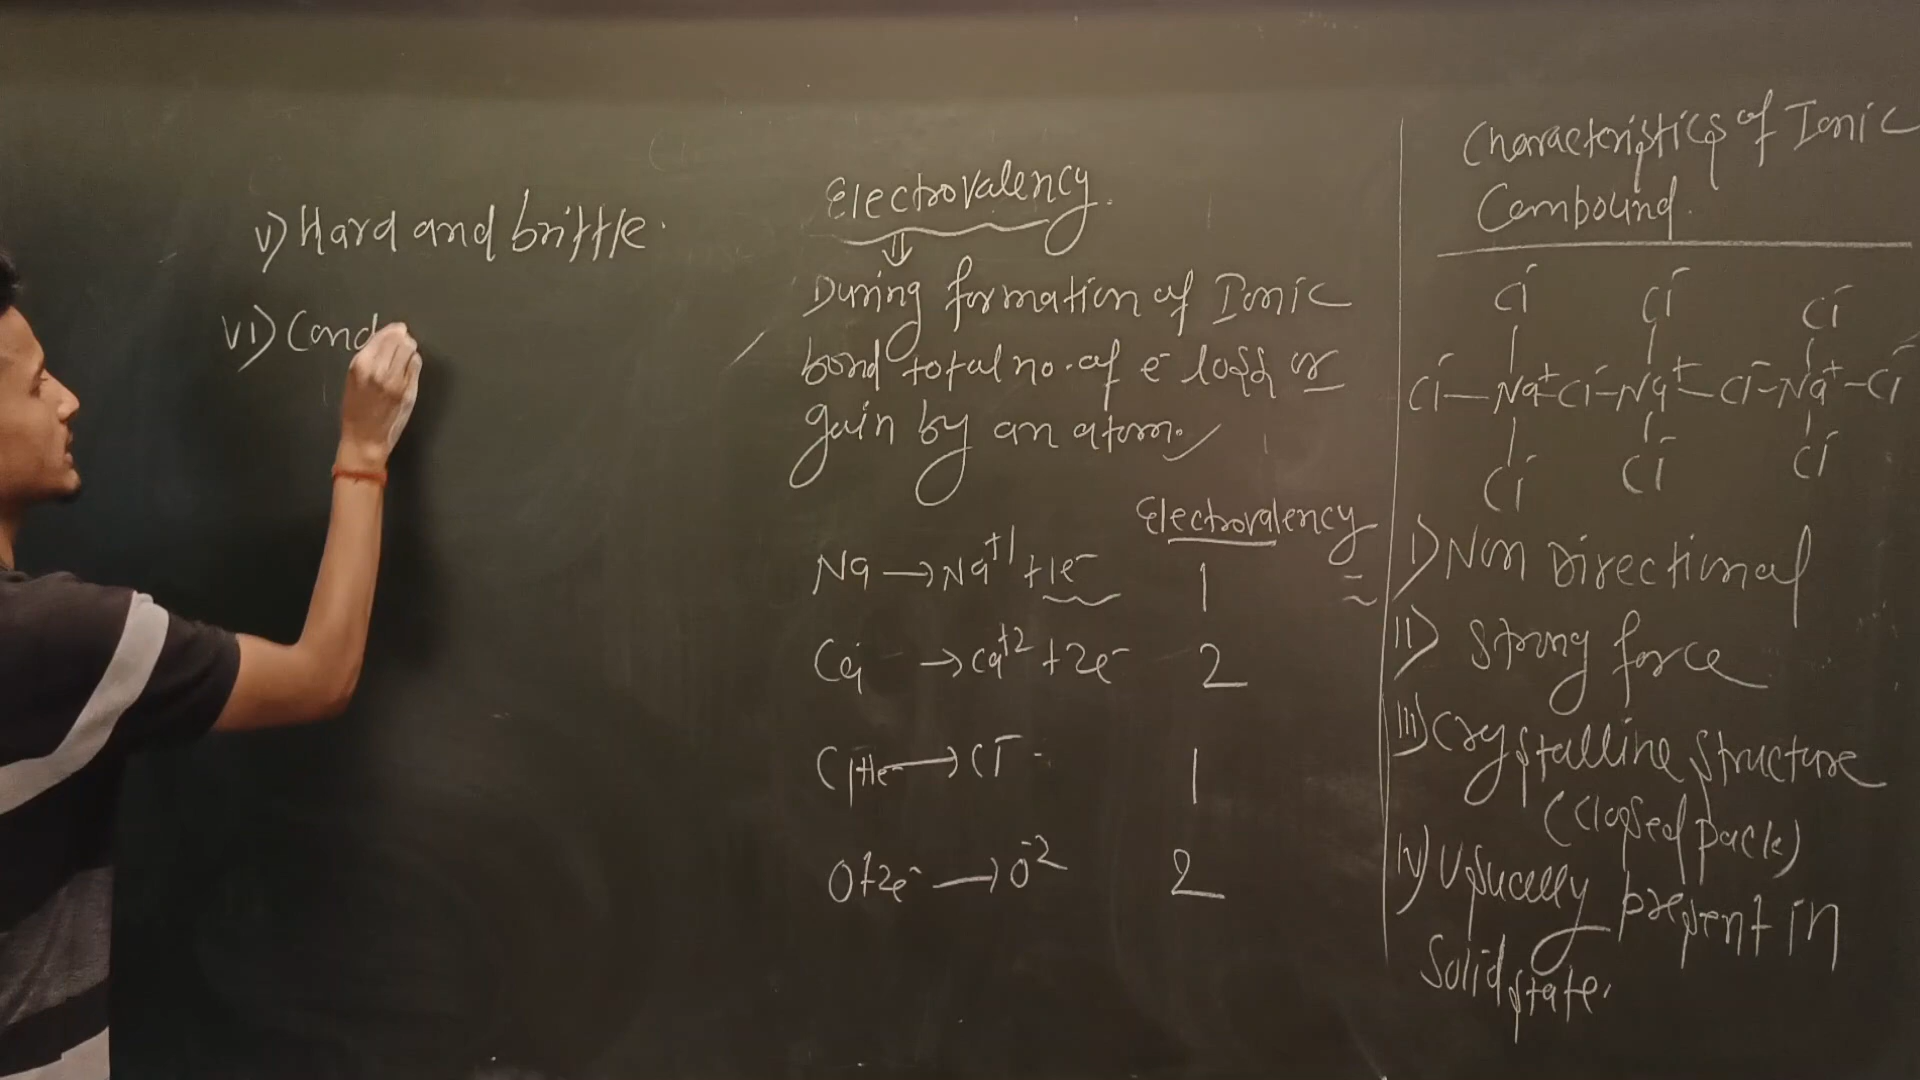 v) Hard and brittle.
vi) Cond
Electrovalency.
⇓
During formation of Ionic
bond total no. of e- loss or
gain by an atom.
Electrovalency
Na → Na+1 + 1e- 1
Ca → Ca+2 + 2e- 2
Cl+1e- → Cl- 1
O+2e- → O-2 2
Characteristics of Ionic
Compound.
Cl- Cl- Cl-
Cl- — Na+ — Cl- — Na+ — Cl- — Na+ — Cl-
Cl- Cl- Cl-
I) Non Directional
II) Strong force
III) Crystalline structure
(closed pack)
IV) Usually present in
Solid state.